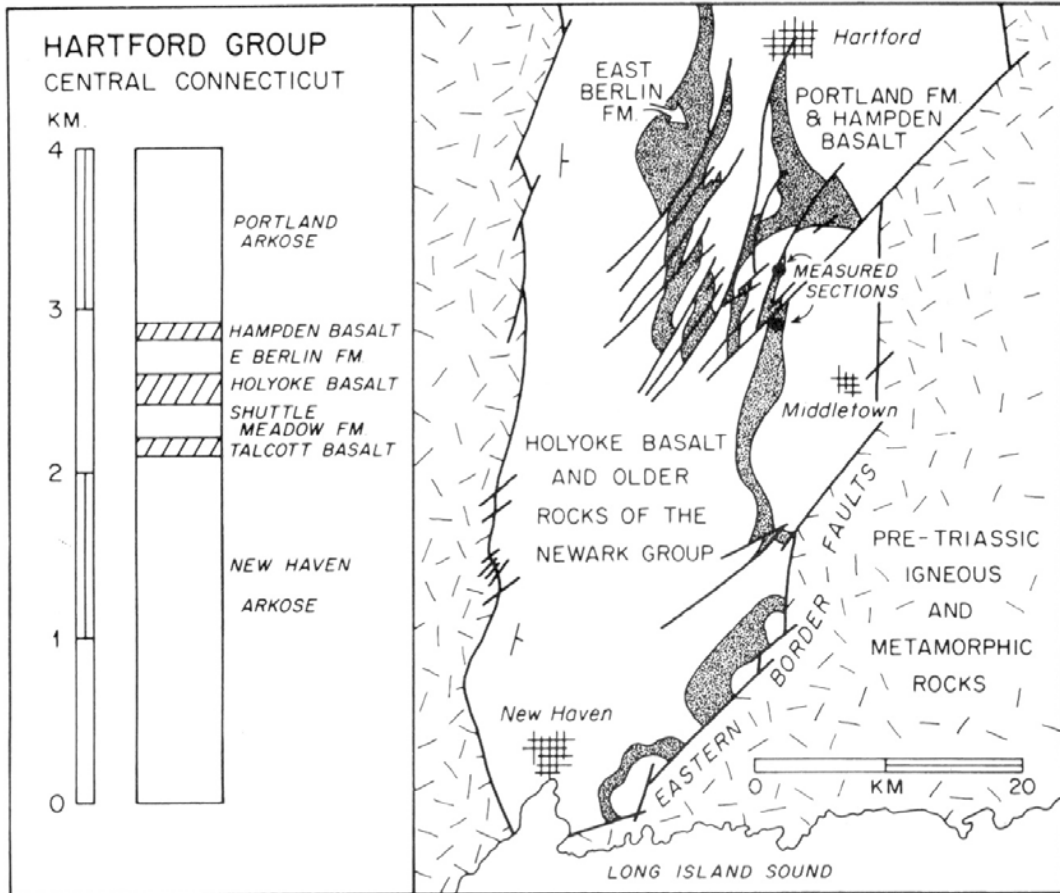 HARTFORD GROUP
CENTRAL CONNECTICUT
KM.
4
3
2
1
0
PORTLAND
ARKOSE
HAMPDEN BASALT
E BERLIN FM
HOLYOKE BASALT
SHUTTLE
MEADOW FM.
TALCOTT BASALT
NEW HAVEN
ARKOSE
Hartford
EAST
BERLIN
FM.
PORTLAND FM.
& HAMPDEN
BASALT
MEASURED
SECTIONS
Middletown
HOLYOKE BASALT
AND OLDER
ROCKS OF THE
NEWARK GROUP
EASTERN BORDER FAULTS
PRE-TRIASSIC
IGNEOUS
AND
METAMORPHIC
ROCKS
New Haven
0 KM 20
LONG ISLAND SOUND